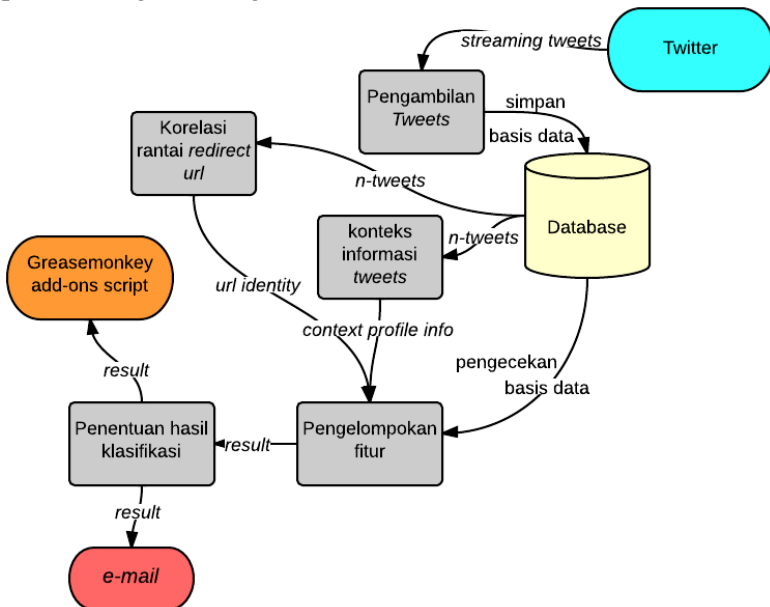 streaming tweets
Twitter
Pengambilan
Tweets
simpan
basis data
Korelasi
rantai redirect
url
n-tweets
Database
konteks
informasi
tweets
n-tweets
Greasemonkey
add-ons script
url identity
context profile info
pengecekan
basis data
result
Penentuan hasil
klasifikasi
result
Pengelompokan
fitur
result
e-mail